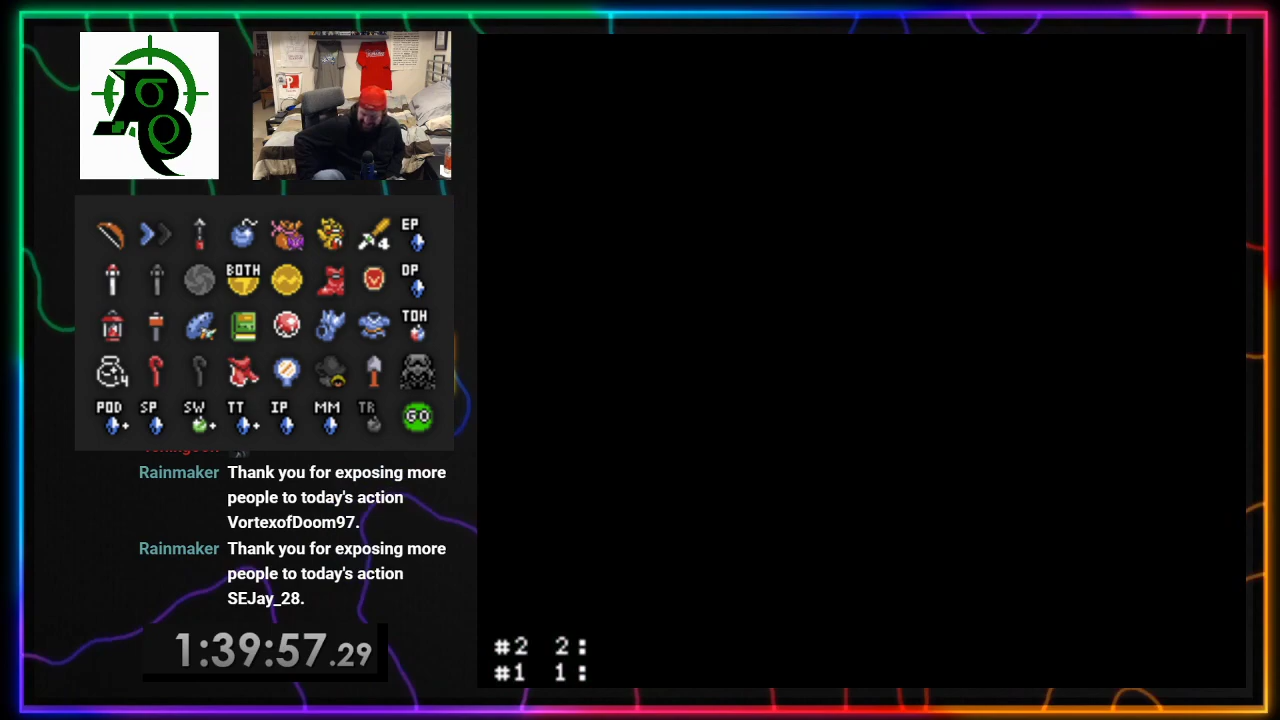 EP
BOTH
DP
TOH
4
4
POD
SP
SW
TT
IP
MM
TR
GO
Rainmaker Thank you for exposing more
people to today's action
VortexofDoom97.
Rainmaker Thank you for exposing more
people to today's action
SEJay_28.
1:39:57.29
#2 2:
#1 1: